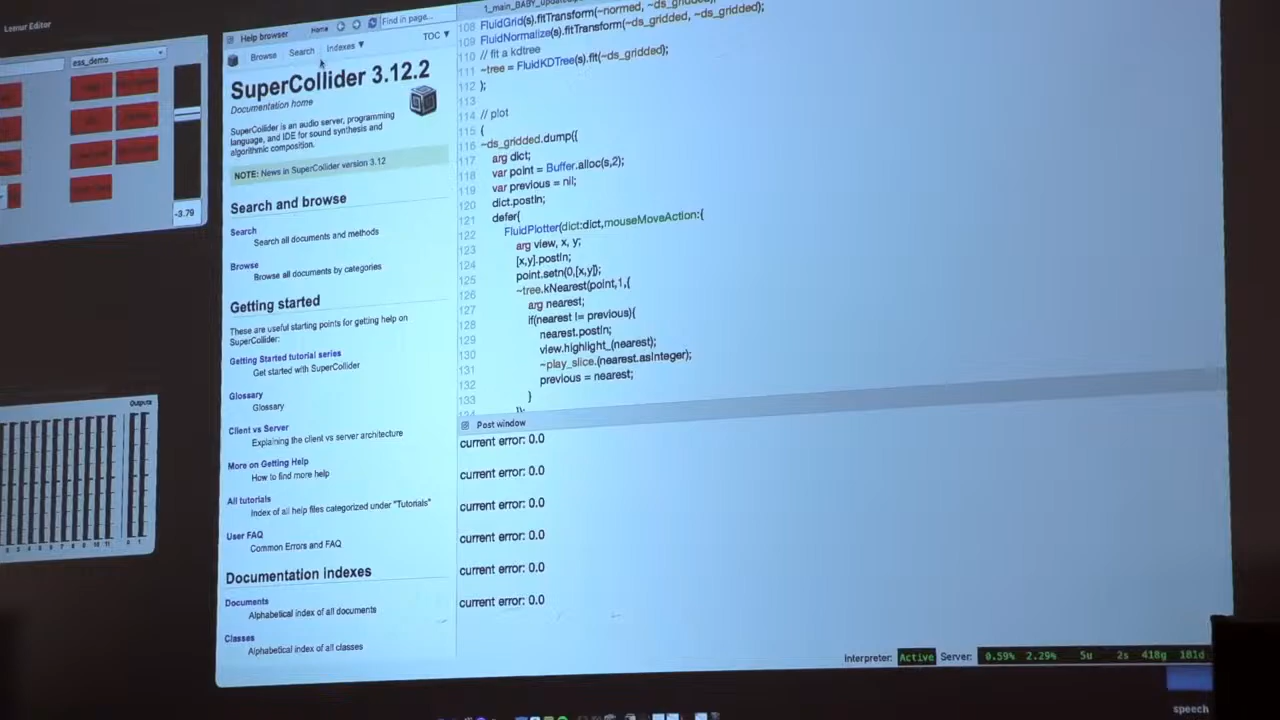 Lemur Editor
eas_demo
-3.79
Outputs
Help browser
Home
Find in page...
Browse
Search
Indexes ▼
TOC ▼
SuperCollider 3.12.2
Documentation home
SuperCollider is an audio server, programming
language, and IDE for sound synthesis and
algorithmic composition.
NOTE: News in SuperCollider version 3.12
Search and browse
Search
Search all documents and methods
Browse
Browse all documents by categories
Getting started
These are useful starting points for getting help on
SuperCollider:
Getting Started tutorial series
Get started with SuperCollider
Glossary
Glossary
Client vs Server
Explaining the client vs server architecture
More on Getting Help
How to find more help
All tutorials
Index of all help files categorized under "Tutorials"
User FAQ
Common Errors and FAQ
Documentation indexes
Documents
Alphabetical index of all documents
Classes
Alphabetical index of all classes
108 FluidGrid(s).fitTransform(~normed, ~ds_gridded);
109 FluidNormalize(s).fitTransform(~ds_gridded, ~ds_gridded);
110 // fit a kdtree
111 ~tree = FluidKDTree(s).fit(~ds_gridded);
112 );
113
114 // plot
115 (
116 ~ds_gridded.dump({
117 arg dict;
118 var point = Buffer.alloc(s,2);
119 var previous = nil;
120 dict.postln;
121 defer{
122 FluidPlotter(dict:dict,mouseMoveAction:{
123 arg view, x, y;
124 [x,y].postln;
125 point.setn(0,[x,y]);
126 ~tree.kNearest(point,1,{
127 arg nearest;
128 if(nearest != previous){
129 nearest.postln;
130 view.highlight_(nearest);
131 ~play_slice.(nearest.asInteger);
132 previous = nearest;
133 }
134 });
Post window
current error: 0.0
current error: 0.0
current error: 0.0
current error: 0.0
current error: 0.0
current error: 0.0
Interpreter: Active Server: 0.59% 2.29% 5u 2s 418g 181d
speech